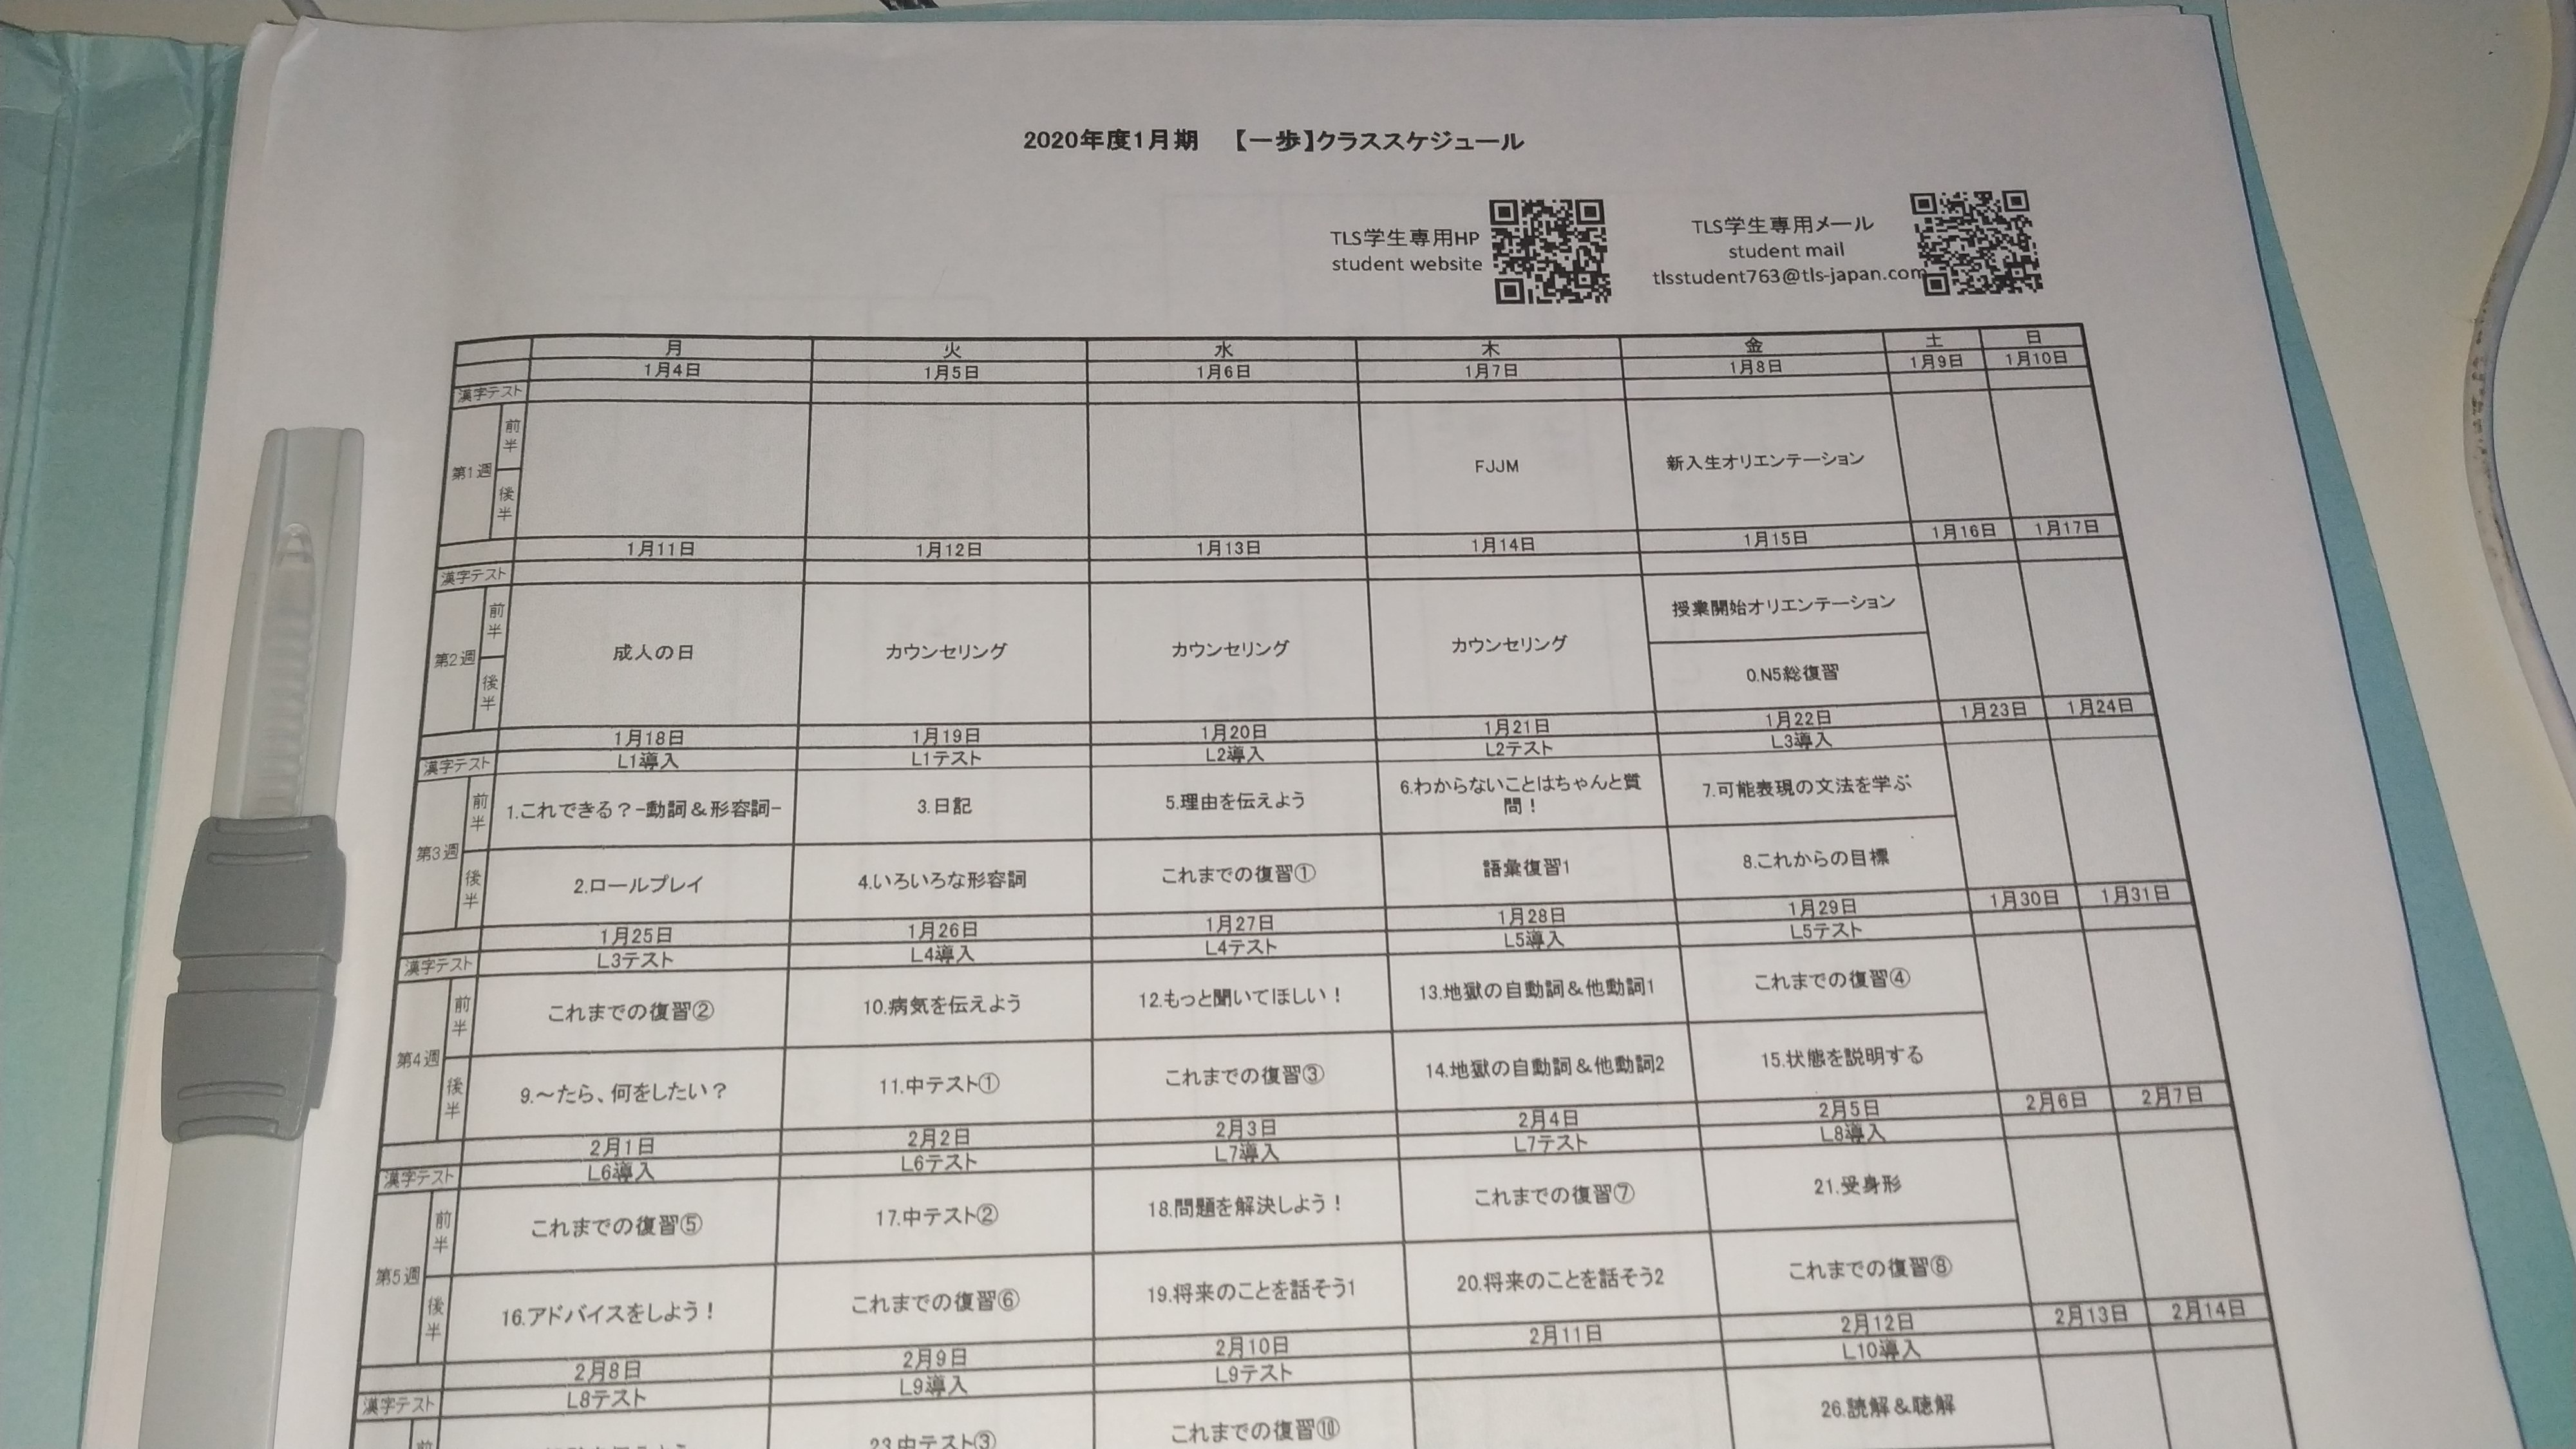 2020年度1月期 【一歩】クラススケジュール
TLS学生専用HP
student website
TLS学生専用メール
student mail
tlsstudent763@tls-japan.com
月 火 水 木 金 土 日
1月4日 1月5日 1月6日 1月7日 1月8日 1月9日 1月10日
漢字テスト
第1週 前半 後半
FJJM 新入生オリエンテーション
1月11日 1月12日 1月13日 1月14日 1月15日 1月16日 1月17日
漢字テスト
第2週 前半 後半
成人の日 カウンセリング カウンセリング カウンセリング 授業開始オリエンテーション
0.N5総復習
1月18日 1月19日 1月20日 1月21日 1月22日 1月23日 1月24日
漢字テスト L1導入 L1テスト L2導入 L2テスト L3導入
第3週
前半 1.これできる？-動詞＆形容詞- 3.日記 5.理由を伝えよう 6.わからないことはちゃんと質問！ 7.可能表現の文法を学ぶ
後半 2.ロールプレイ 4.いろいろな形容詞 これまでの復習① 語彙復習1 8.これからの目標
1月25日 1月26日 1月27日 1月28日 1月29日 1月30日 1月31日
漢字テスト L3テスト L4導入 L4テスト L5導入 L5テスト
第4週
前半 これまでの復習② 10.病気を伝えよう 12.もっと聞いてほしい！ 13.地獄の自動詞＆他動詞1 これまでの復習④
後半 9.～たら、何をしたい？ 11.中テスト① これまでの復習③ 14.地獄の自動詞＆他動詞2 15.状態を説明する
2月1日 2月2日 2月3日 2月4日 2月5日 2月6日 2月7日
漢字テスト L6導入 L6テスト L7導入 L7テスト L8導入
第5週
前半 これまでの復習⑤ 17.中テスト② 18.問題を解決しよう！ これまでの復習⑦ 21.受身形
後半 16.アドバイスをしよう！ これまでの復習⑥ 19.将来のことを話そう1 20.将来のことを話そう2 これまでの復習⑧
2月8日 2月9日 2月10日 2月11日 2月12日 2月13日 2月14日
漢字テスト L8テスト L9導入 L9テスト L10導入
前 23.中テスト③ これまでの復習⑩ 26.読解＆聴解